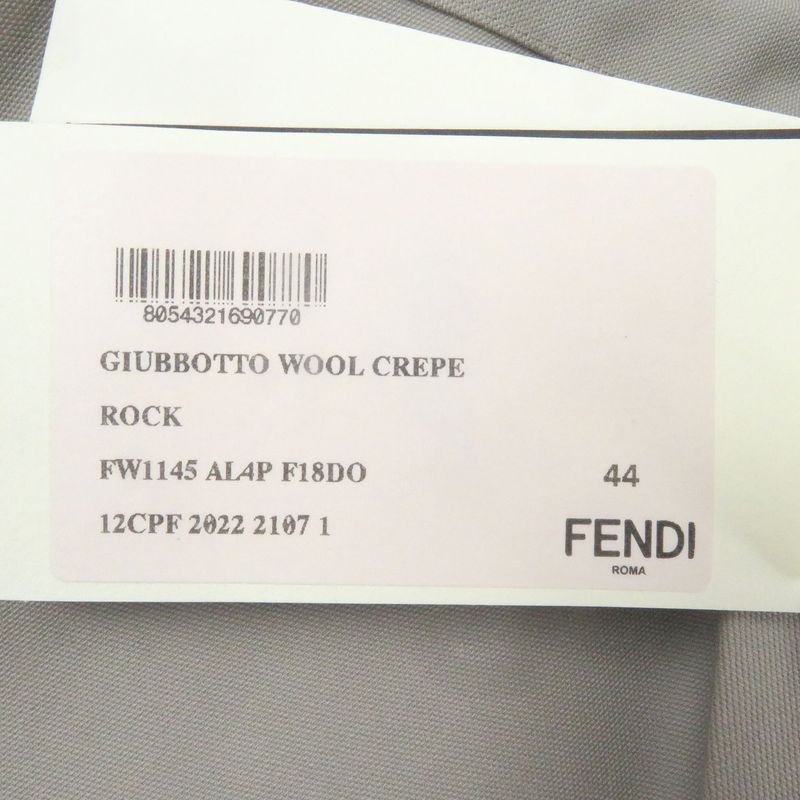 8054321690770
GIUBBOTTO WOOL CREPE
ROCK
FW1145 AL4P F18DO
44
12CPF 2022 2107 1
FENDI
ROMA